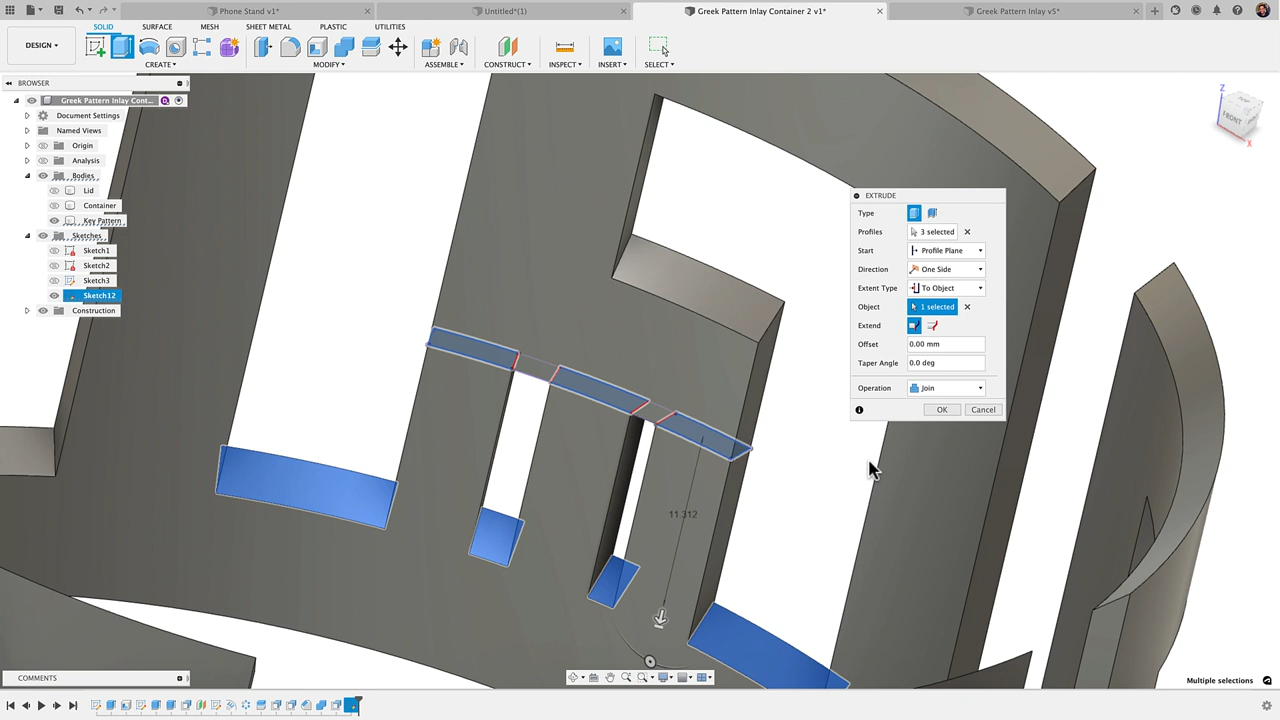 Phone Stand v1*
Untitled*(1)
Greek Pattern Inlay Container 2 v1*
Greek Pattern Inlay v5*
DESIGN
SOLID
SURFACE
MESH
SHEET METAL
PLASTIC
UTILITIES
CREATE
MODIFY
ASSEMBLE
CONSTRUCT
INSPECT
INSERT
SELECT
BROWSER
Greek Pattern Inlay Cont...
Document Settings
Named Views
Origin
Analysis
Bodies
Lid
Container
Key Pattern
Sketches
Sketch1
Sketch2
Sketch3
Sketch12
Construction
Z
FRONT
X
EXTRUDE
Type
Profiles 3 selected
Start Profile Plane
Direction One Side
Extent Type To Object
Object 1 selected
Extend
Offset 0.00 mm
Taper Angle 0.0 deg
Operation Join
OK Cancel
11.312
COMMENTS
Multiple selections